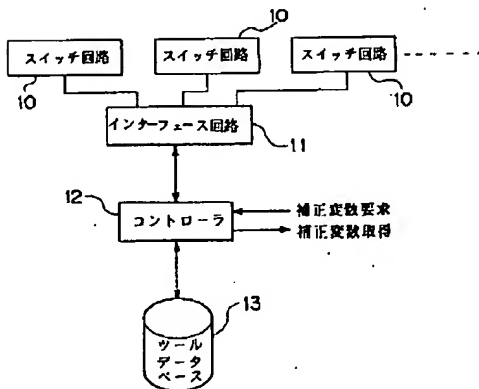 10
スイッチ回路
スイッチ回路
スイッチ回路
10
10
インターフェース回路
11
12
コントローラ
補正変数要求
補正変数取得
13
ツール
データ
ベース